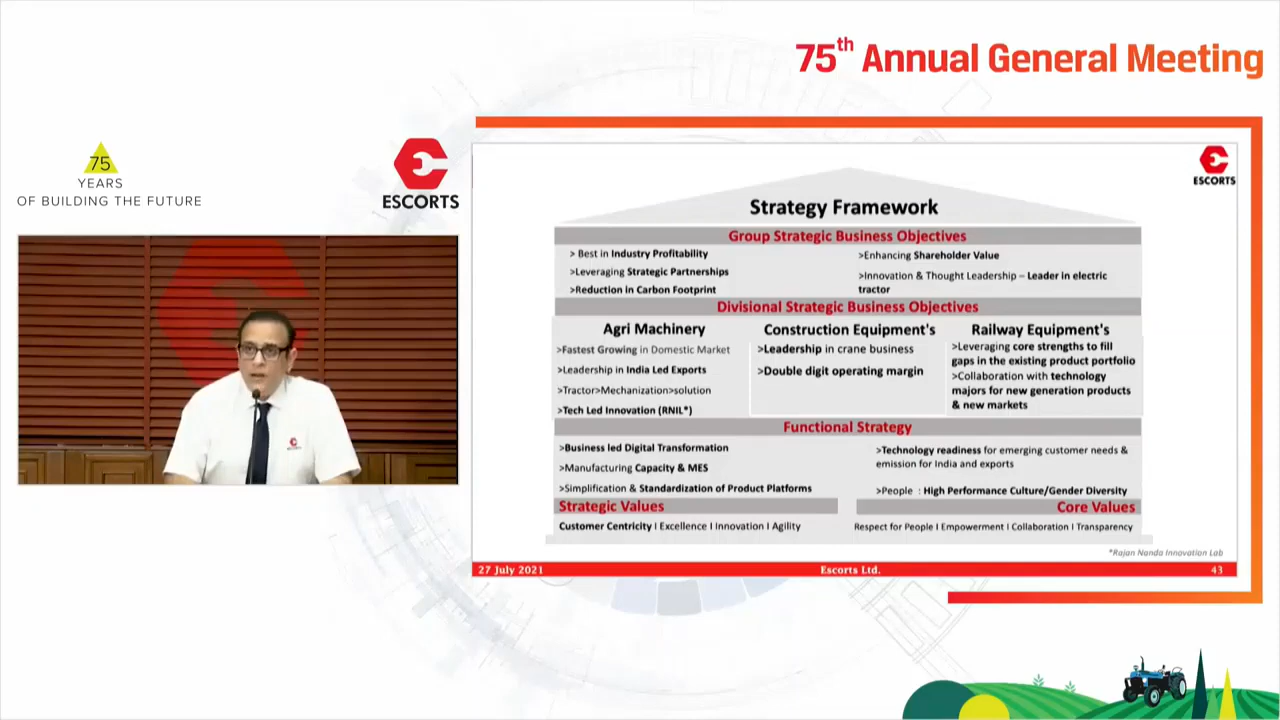 75th Annual General Meeting
75
YEARS
OF BUILDING THE FUTURE
ESCORTS
ESCORTS
Strategy Framework
Group Strategic Business Objectives
> Best in Industry Profitability
>Leveraging Strategic Partnerships
>Reduction in Carbon Footprint
>Enhancing Shareholder Value
>Innovation & Thought Leadership – Leader in electric
tractor
Divisional Strategic Business Objectives
Agri Machinery
>Fastest Growing in Domestic Market
>Leadership in India Led Exports
>Tractor>Mechanization>solution
>Tech Led Innovation (RNIL*)
Construction Equipment's
>Leadership in crane business
>Double digit operating margin
Railway Equipment's
>Leveraging core strengths to fill
gaps in the existing product portfolio
>Collaboration with technology
majors for new generation products
& new markets
Functional Strategy
>Business led Digital Transformation
>Manufacturing Capacity & MES
>Simplification & Standardization of Product Platforms
>Technology readiness for emerging customer needs &
emission for India and exports
>People : High Performance Culture/Gender Diversity
Strategic Values
Customer Centricity I Excellence I Innovation I Agility
Core Values
Respect for People I Empowerment I Collaboration I Transparency
*Rajan Nanda Innovation Lab
27 July 2021
Escorts Ltd.
43